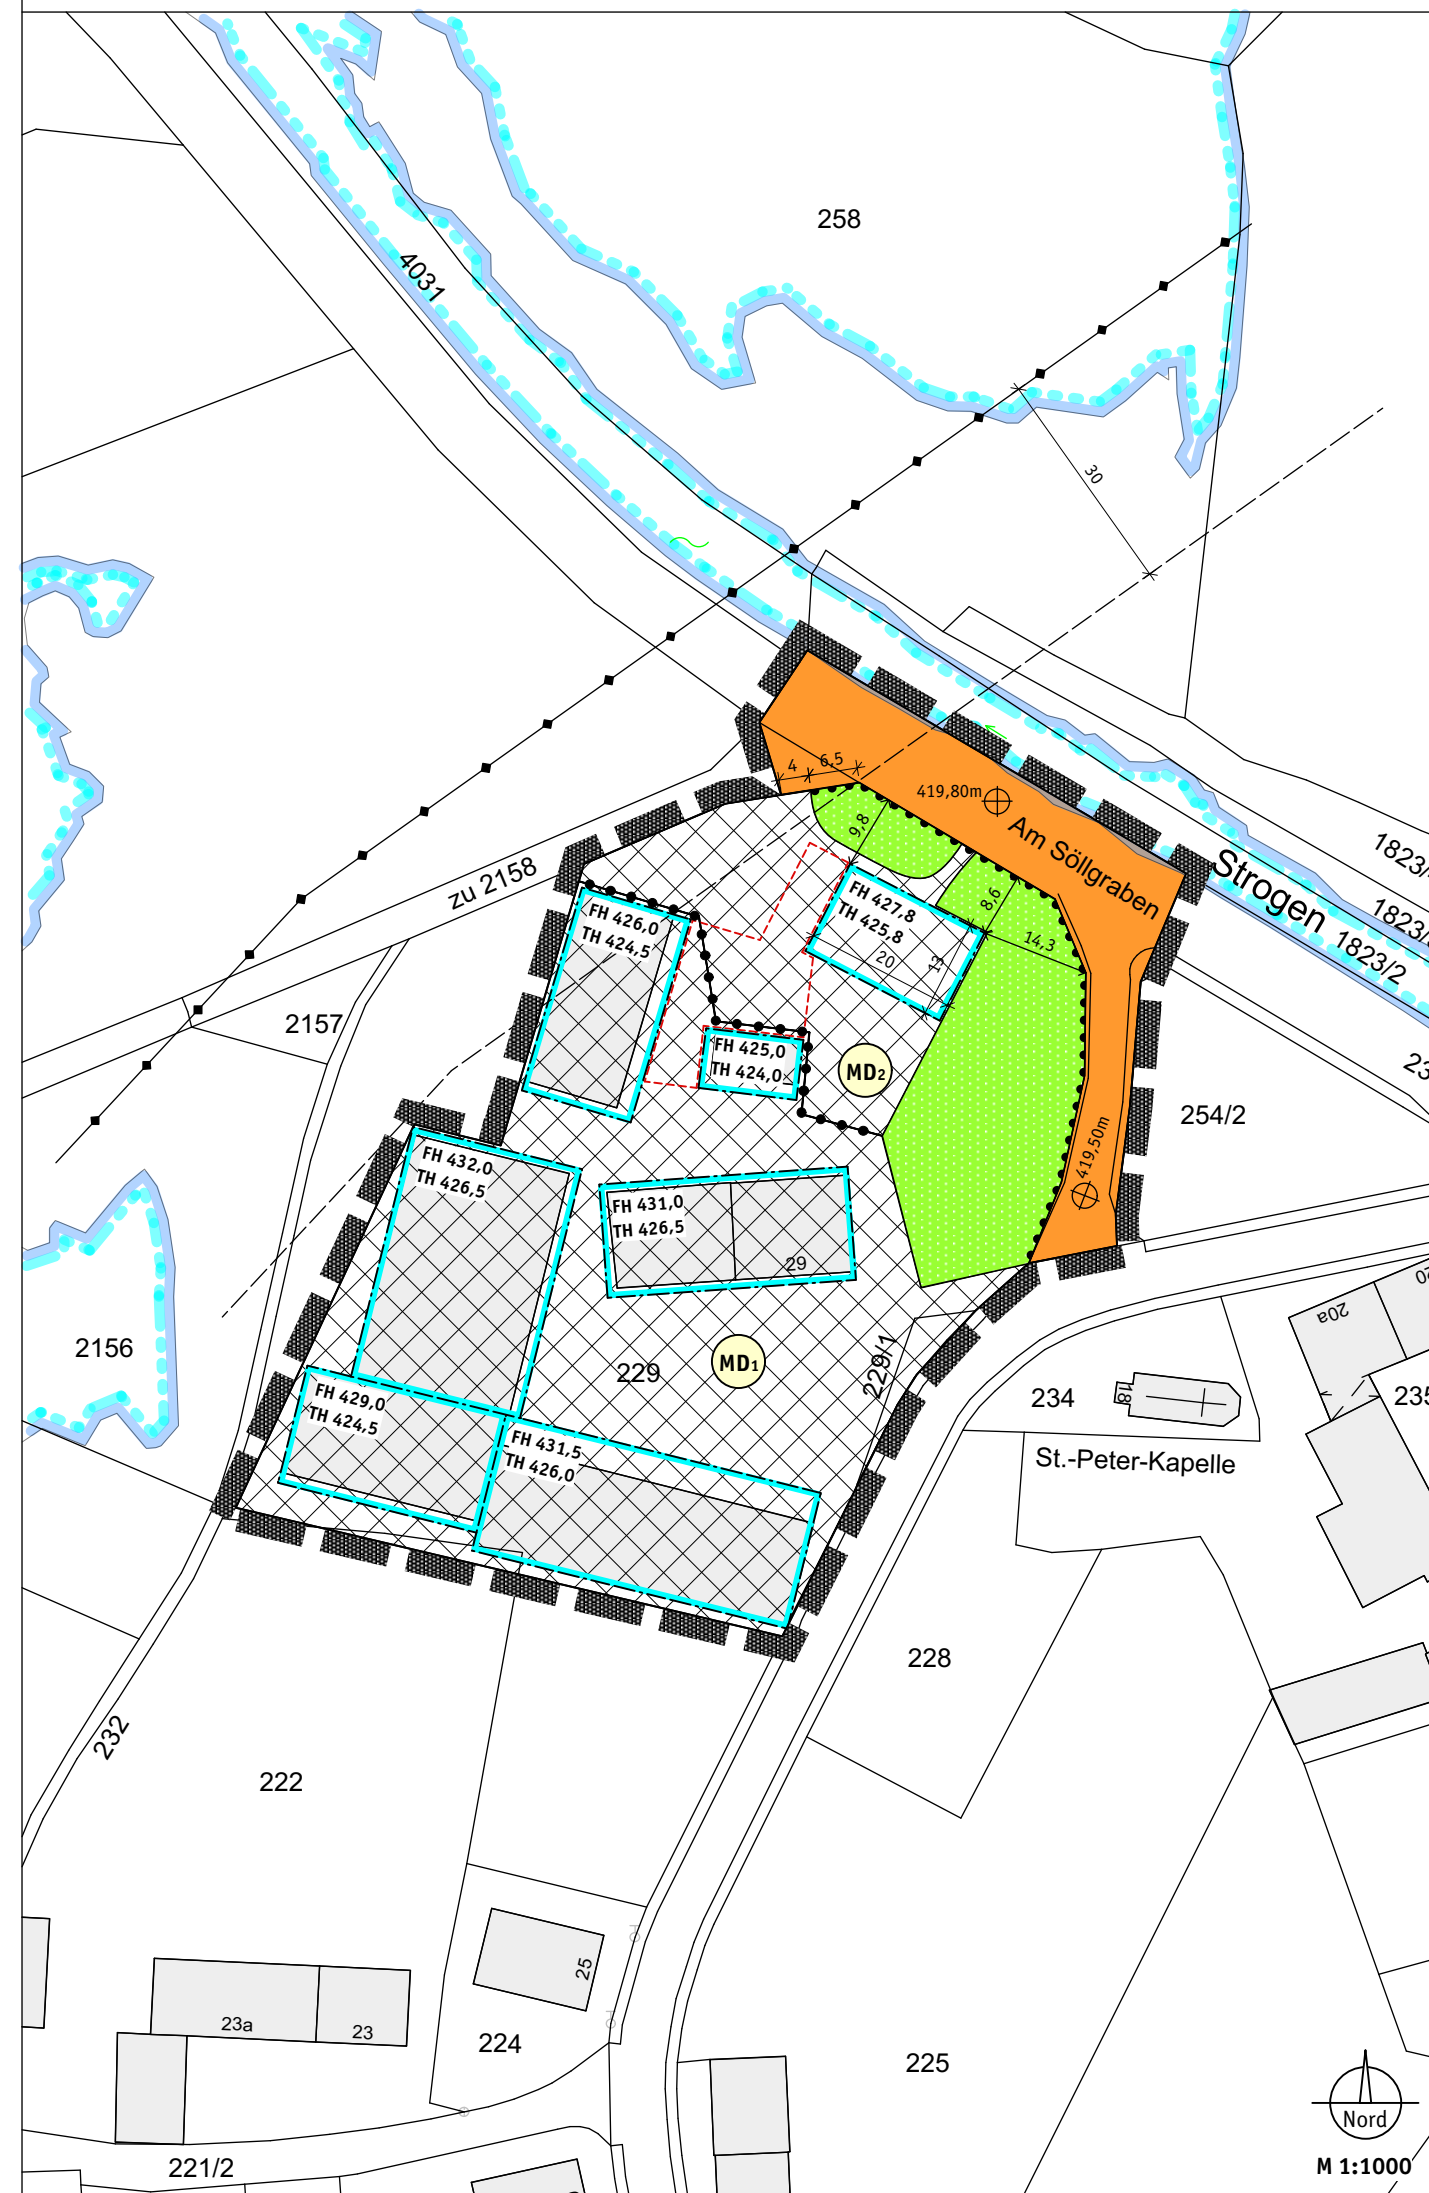 258
4031
30
4
6,5
419,80m
9,8
Am Söllgraben
zu 2158
Strogen
1823/2
FH 427,8
TH 425,8
8,6
FH 426,0
TH 424,5
20
13
14,3
2157
FH 425,0
TH 424,0
MD2
254/2
419,50m
FH 432,0
TH 426,5
FH 431,0
TH 426,5
29
2156
229
MD1
229/1
20a
234
18
St.-Peter-Kapelle
FH 429,0
TH 424,5
FH 431,5
TH 426,0
228
232
222
25
23a
23
224
225
221/2
Nord
M 1:1000